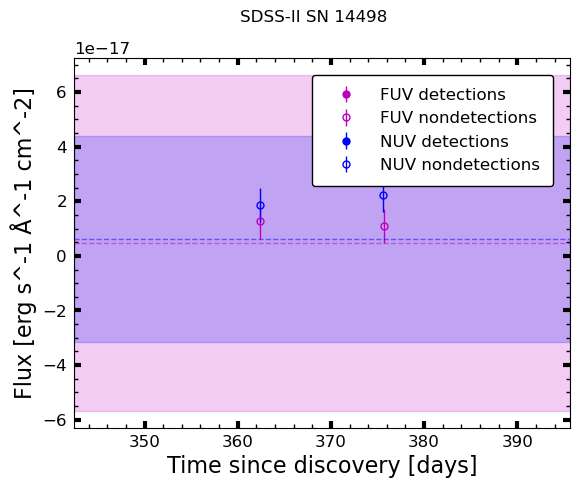 SDSS-II SN 14498
1e−17
FUV detections
FUV nondetections
NUV detections
NUV nondetections
6
4
2
0
−2
−4
−6
Flux [erg s^-1 Å^-1 cm^-2]
350 360 370 380 390
Time since discovery [days]